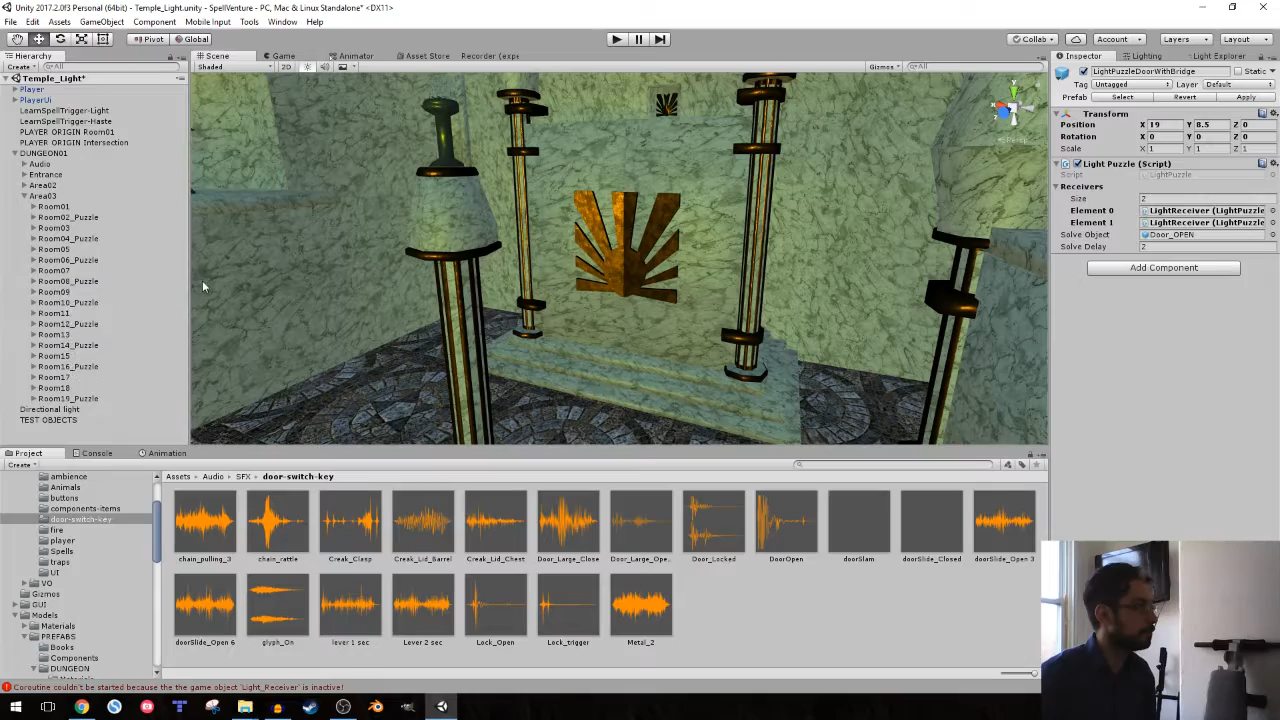 Unity 2017.2.0f3 Personal (64bit) - Temple_Light.unity - SpellVenture - PC, Mac & Linux Standalone* <DX11>
File Edit Assets GameObject Component Mobile Input Tools Window Help
Pivot Global Collab Account Layers Layout
Hierarchy Scene Game Animator Asset Store Recorder (expe Inspector Lighting Light Explorer
Create All Shaded 2D Gizmos All LightPuzzleDoorWithBridge Static
Temple_Light* Tag Untagged Layer Default
Player Prefab Select Revert Apply
PlayerUi
LearnSpellTrigger-Light Transform
LearnSpellTrigger-Haste Position X 19 Y 8.5 Z 0
PLAYER ORIGIN Room01 Rotation X 0 Y 0 Z 0
PLAYER ORIGIN Intersection Scale X 1 Y 1 Z 1
DUNGEON01
Audio Light Puzzle (Script)
Entrance Script LightPuzzle
Area02 Receivers
Area03 Size 2
Room01 Element 0 LightReceiver (LightPuzzle
Room02_Puzzle Element 1 LightReceiver (LightPuzzle
Room03 Solve Object Door_OPEN
Room04_Puzzle Solve Delay 2
Room05
Room06_Puzzle Add Component
Room07
Room08_Puzzle
Room09
Room10_Puzzle
Room11
Room12_Puzzle
Room13
Room14_Puzzle
Room15
Room16_Puzzle
Room17
Room18
Room19_Puzzle
Directional light
TEST OBJECTS
Persp
Project Console Animation
Create
Assets Audio SFX door-switch-key
ambience
Animals
buttons
components-items
door-switch-key
fire
player
Spells
traps
UI
VO
Gizmos
GUI
Models
Materials
PREFABS
Books
Components
DUNGEON
chain_pulling_3 chain_rattle Creak_Clasp Creak_Lid_Barrel Creak_Lid_Chest Door_Large_Close Door_Large_Ope... Door_Locked DoorOpen doorSlam doorSlide_Closed doorSlide_Open 3
doorSlide_Open 6 glyph_On lever 1 sec Lever 2 sec Lock_Open Lock_trigger Metal_2
Coroutine couldn't be started because the the game object 'Light_Receiver' is inactive!